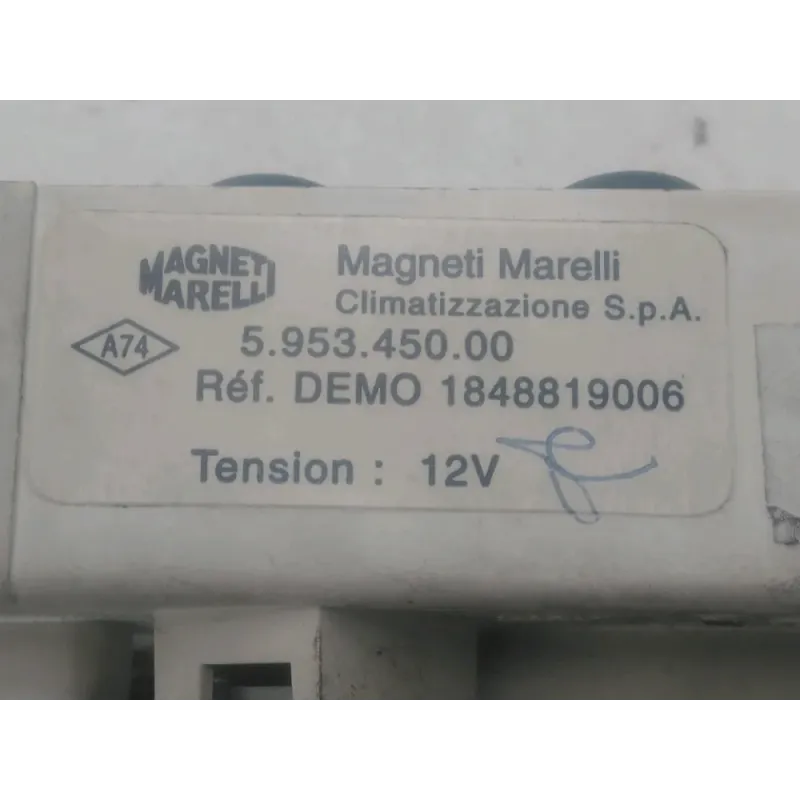 MAGNETI
MARELLI
Magneti Marelli
Climatizzazione S.p.A.
A74
5.953.450.00
Réf. DEMO 1848819006
Tension : 12V